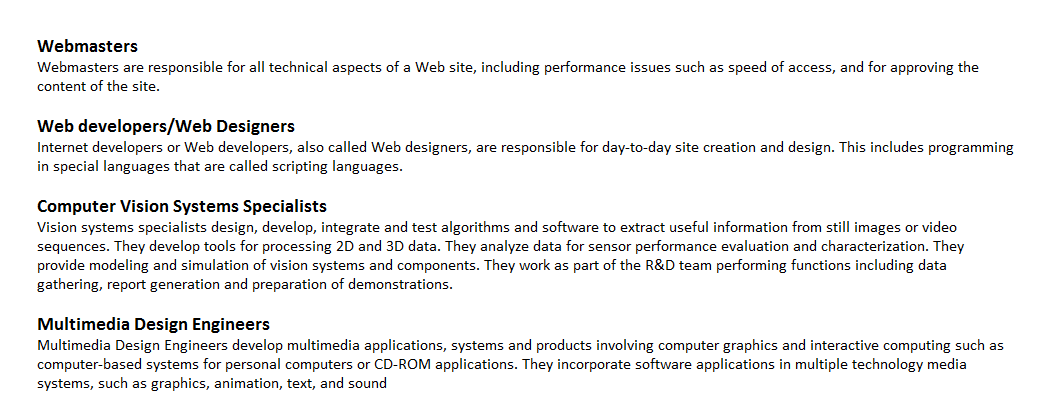 Webmasters
Webmasters are responsible for all technical aspects of a Web site, including performance issues such as speed of access, and for approving the
content of the site.
Web developers/Web Designers
Internet developers or Web developers, also called Web designers, are responsible for day-to-day site creation and design. This includes programming
in special languages that are called scripting languages.
Computer Vision Systems Specialists
Vision systems specialists design, develop, integrate and test algorithms and software to extract useful information from still images or video
sequences. They develop tools for processing 2D and 3D data. They analyze data for sensor performance evaluation and characterization. They
provide modeling and simulation of vision systems and components. They work as part of the R&D team performing functions including data
gathering, report generation and preparation of demonstrations.
Multimedia Design Engineers
Multimedia Design Engineers develop multimedia applications, systems and products involving computer graphics and interactive computing such as
computer-based systems for personal computers or CD-ROM applications. They incorporate software applications in multiple technology media
systems, such as graphics, animation, text, and sound